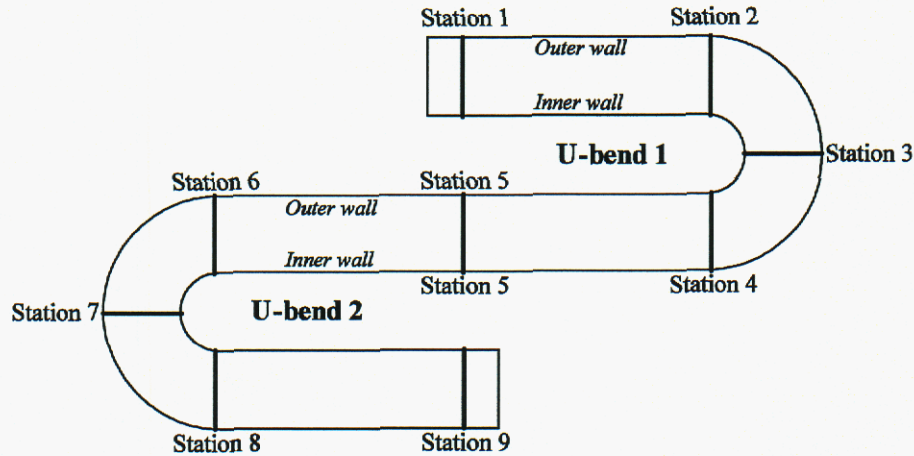 Station 1
Station 2
Outer wall
Inner wall
U-bend 1
Station 3
Station 6
Station 5
Outer wall
Inner wall
Station 5
Station 4
Station 7
U-bend 2
Station 8
Station 9